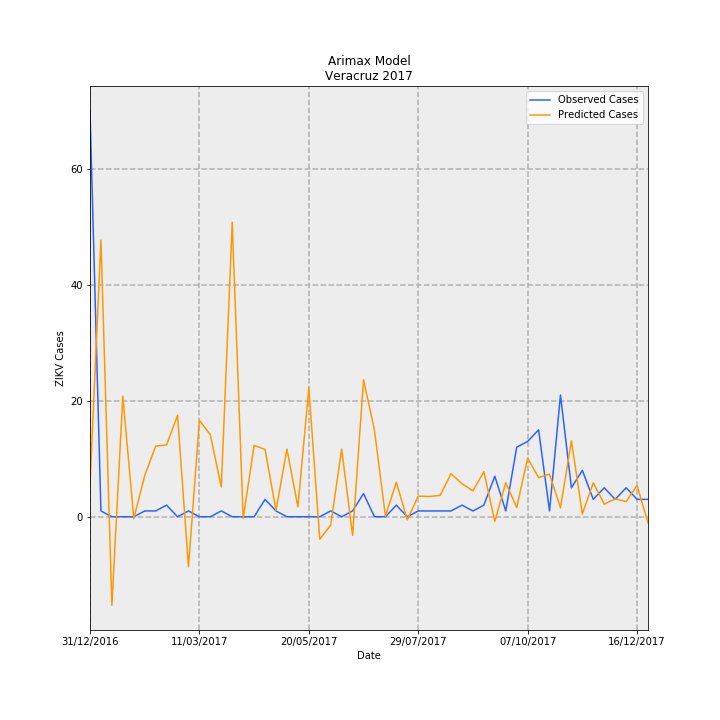 Arimax Model
Veracruz 2017
Observed Cases
Predicted Cases
60
40
20
0
ZIKV Cases
31/12/2016
11/03/2017
20/05/2017
29/07/2017
07/10/2017
16/12/2017
Date